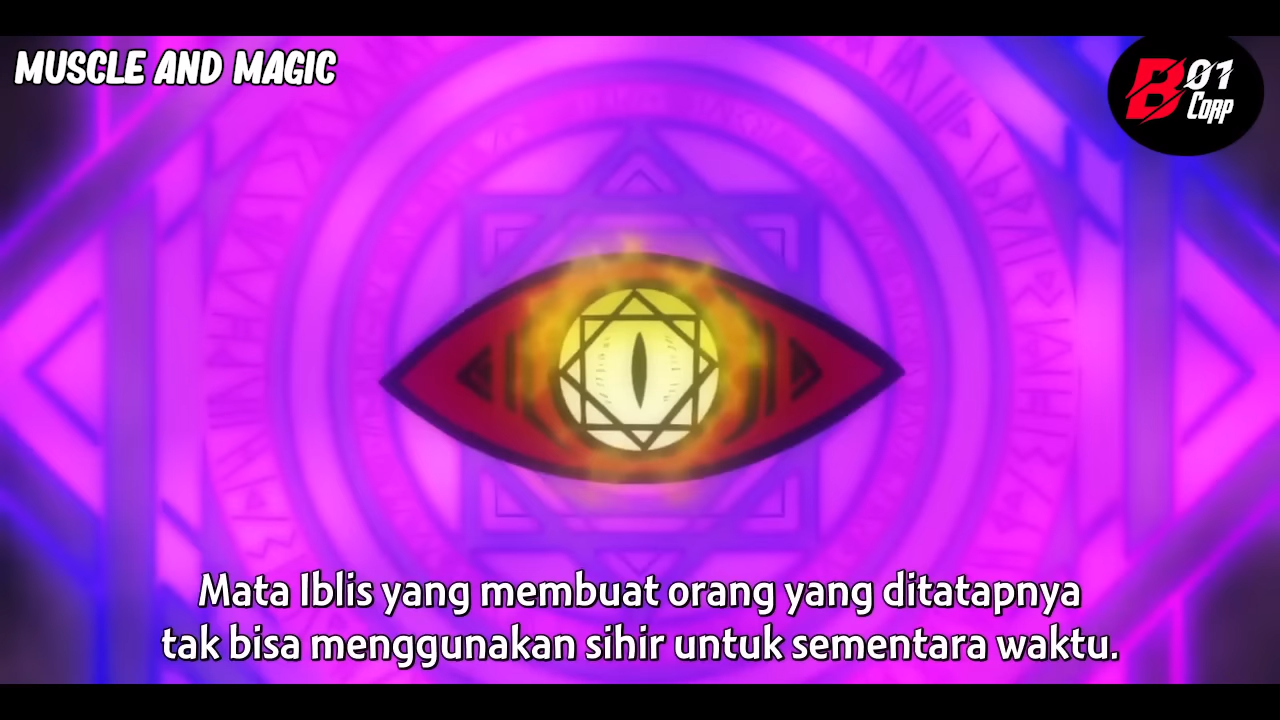 MUSCLE AND MAGIC
B01
CORP
Mata Iblis yang membuat orang yang ditatapnya
tak bisa menggunakan sihir untuk sementara waktu.